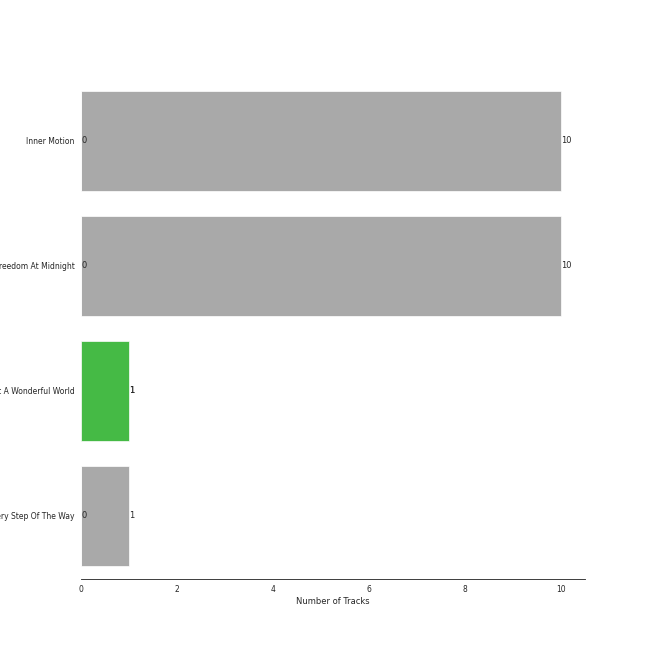 Inner Motion
0
10
reedom At Midnight
0
10
A Wonderful World
1
ry Step Of The Way
0
1
0 2 4 6 8 10
Number of Tracks